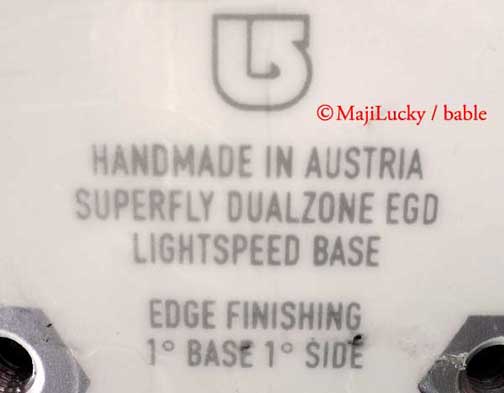 ©MajiLucky / bable
HANDMADE IN AUSTRIA
SUPERFLY DUALZONE EGD
LIGHTSPEED BASE
EDGE FINISHING
1° BASE 1° SIDE